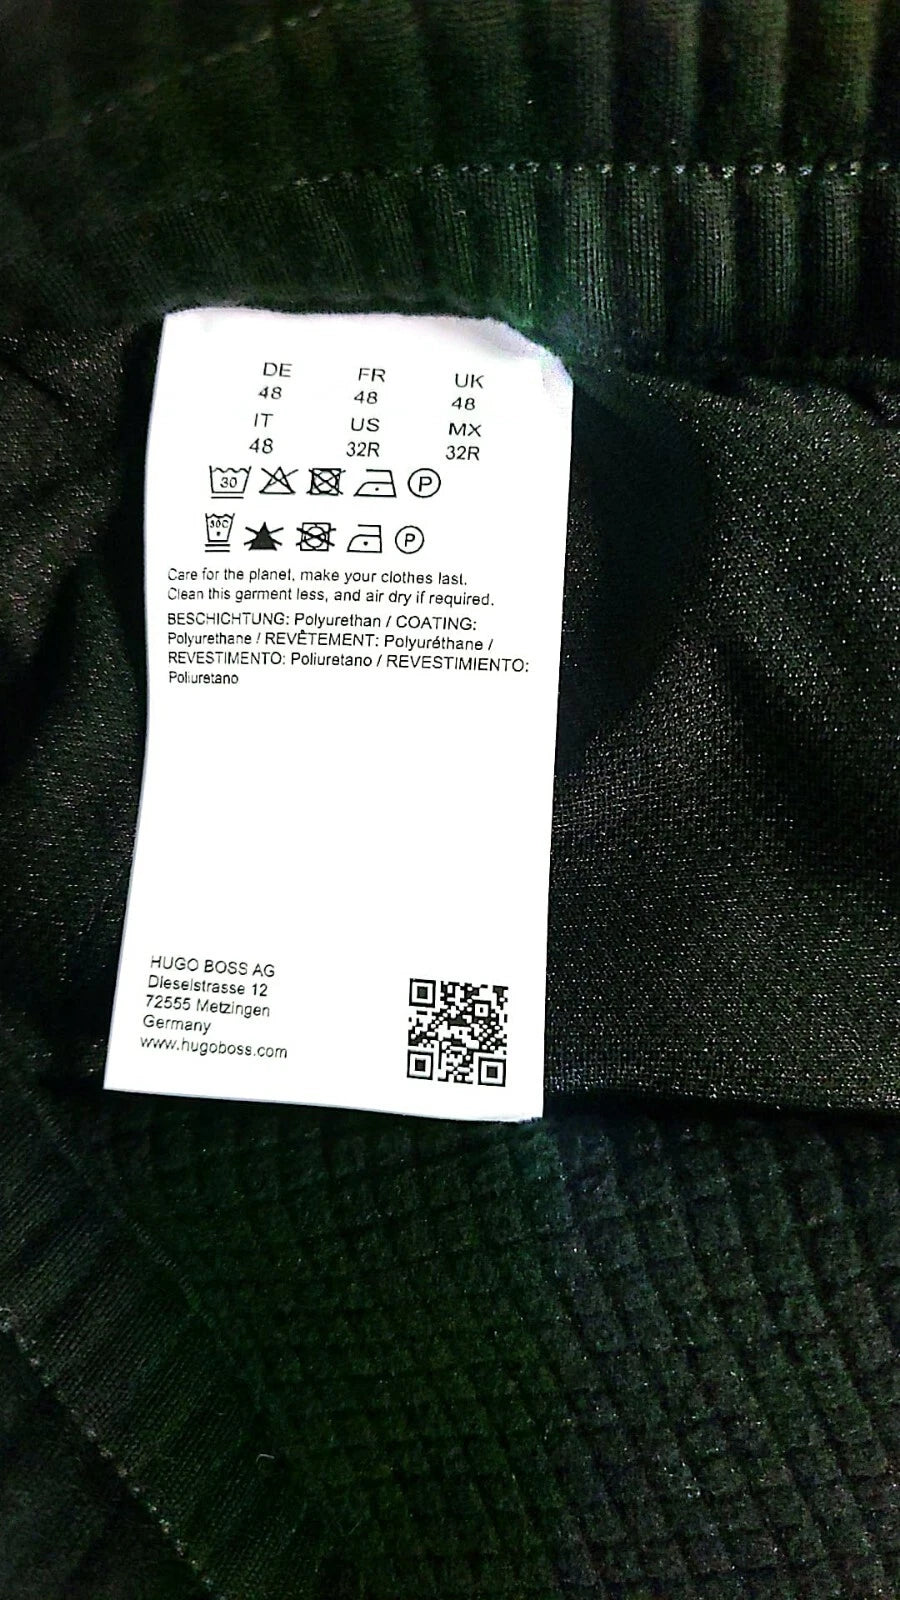 DE FR UK
48 48 48
IT US MX
48 32R 32R
30 P
30C P
Care for the planet, make your clothes last.
Clean this garment less, and air dry if required.
BESCHICHTUNG: Polyurethan / COATING:
Polyurethane / REVÊTEMENT: Polyuréthane /
REVESTIMENTO: Poliuretano / REVESTIMIENTO:
Poliuretano
HUGO BOSS AG
Dieselstrasse 12
72555 Metzingen
Germany
www.hugoboss.com